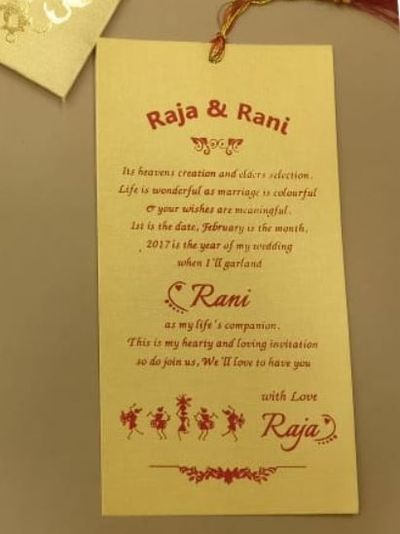 Raja & Rani
Its heavens creation and elders selection.
Life is wonderful as marriage is colourful
& your wishes are meaningful.
1st is the date, February is the month,
2017 is the year of my wedding
when I'll garland
Rani
as my life's companion.
This is my hearty and loving invitation
so do join us, We'll love to have you
with Love
Raja